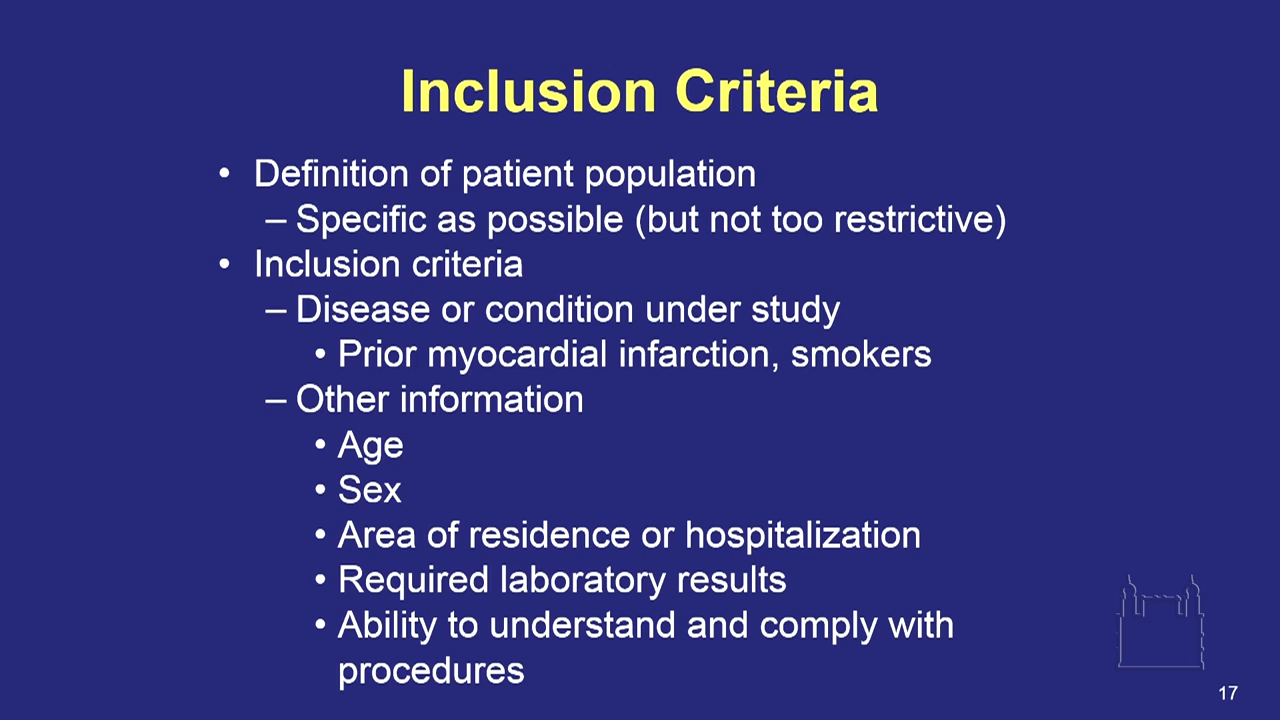 Inclusion Criteria
• Definition of patient population
– Specific as possible (but not too restrictive)
• Inclusion criteria
– Disease or condition under study
• Prior myocardial infarction, smokers
– Other information
• Age
• Sex
• Area of residence or hospitalization
• Required laboratory results
• Ability to understand and comply with
procedures
17